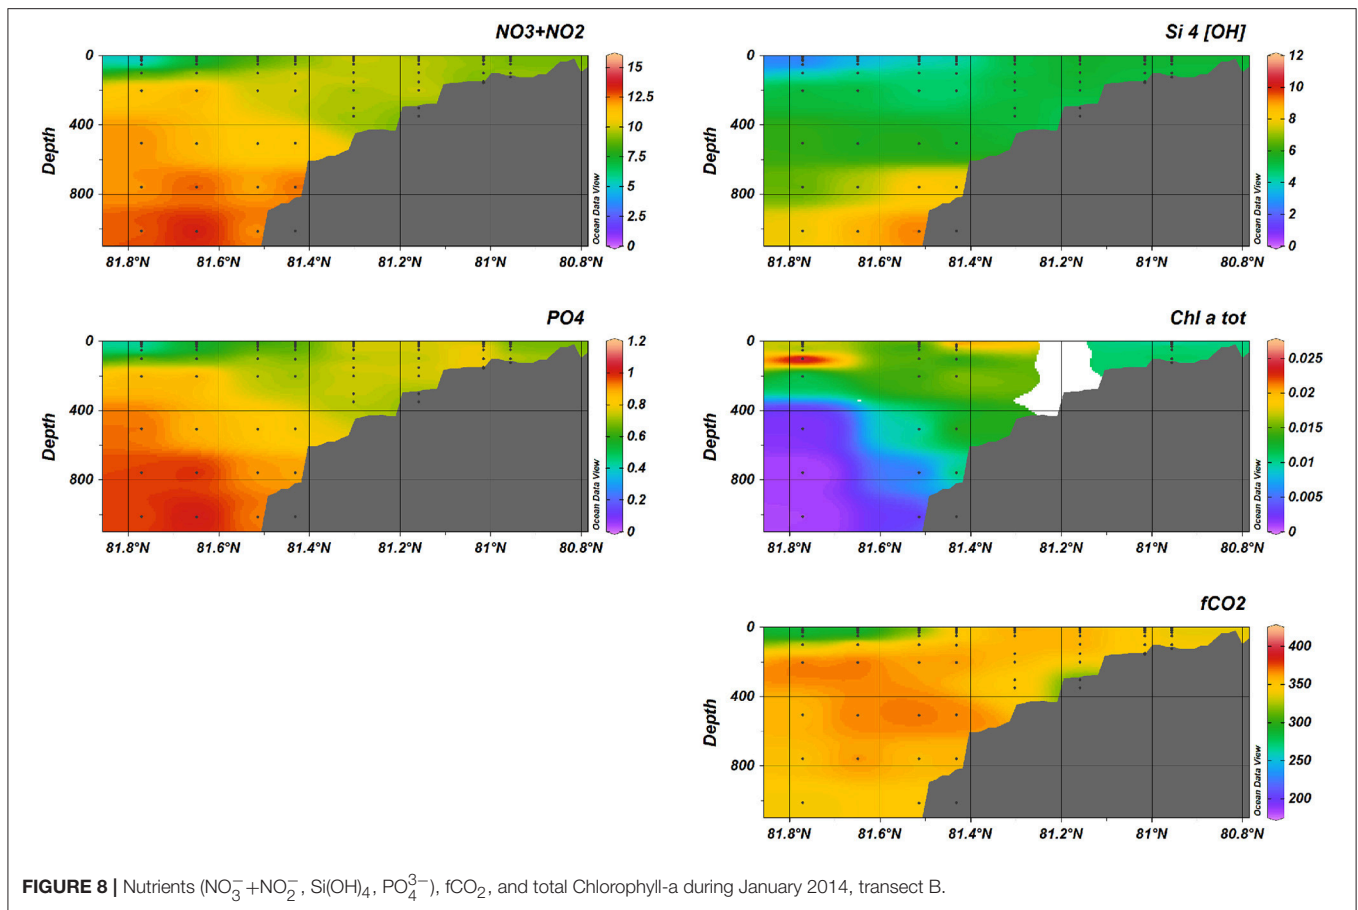 NO3+NO2
0
400
800
Depth
81.8°N 81.6°N 81.4°N 81.2°N 81°N 80.8°N
15
12.5
10
7.5
5
2.5
0
Ocean Data View
Si 4 [OH]
0
400
800
Depth
81.8°N 81.6°N 81.4°N 81.2°N 81°N 80.8°N
12
10
8
6
4
2
0
Ocean Data View
PO4
0
400
800
Depth
81.8°N 81.6°N 81.4°N 81.2°N 81°N 80.8°N
1.2
1
0.8
0.6
0.4
0.2
0
Ocean Data View
Chl a tot
0
400
800
Depth
81.8°N 81.6°N 81.4°N 81.2°N 81°N 80.8°N
0.025
0.02
0.015
0.01
0.005
0
Ocean Data View
fCO2
0
400
800
Depth
81.8°N 81.6°N 81.4°N 81.2°N 81°N 80.8°N
400
350
300
250
200
Ocean Data View
FIGURE 8 | Nutrients (NO₃⁻+NO₂⁻, Si(OH)₄, PO₄³⁻), fCO₂, and total Chlorophyll-a during January 2014, transect B.